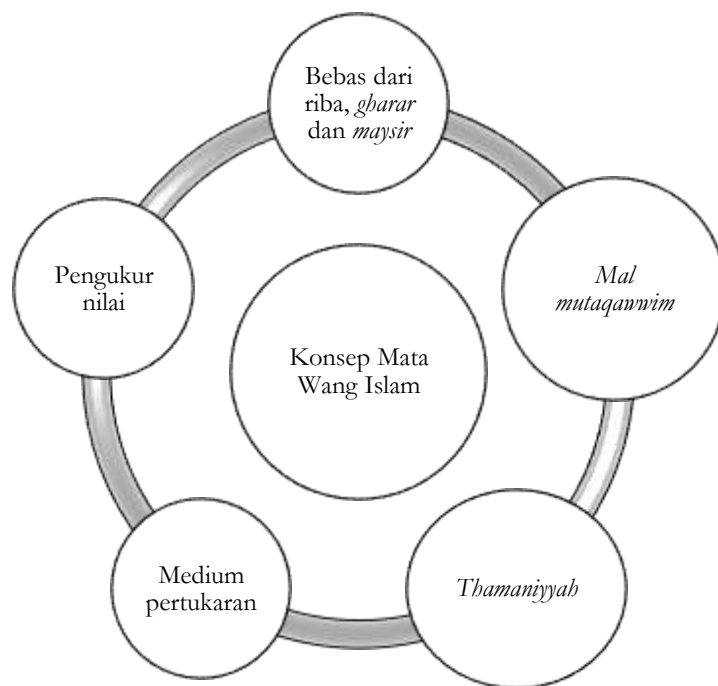 Bebas dari
riba, gharar
dan maysir
Mal
mutaqawwim
Thamaniyyah
Medium
pertukaran
Pengukur
nilai
Konsep Mata
Wang Islam